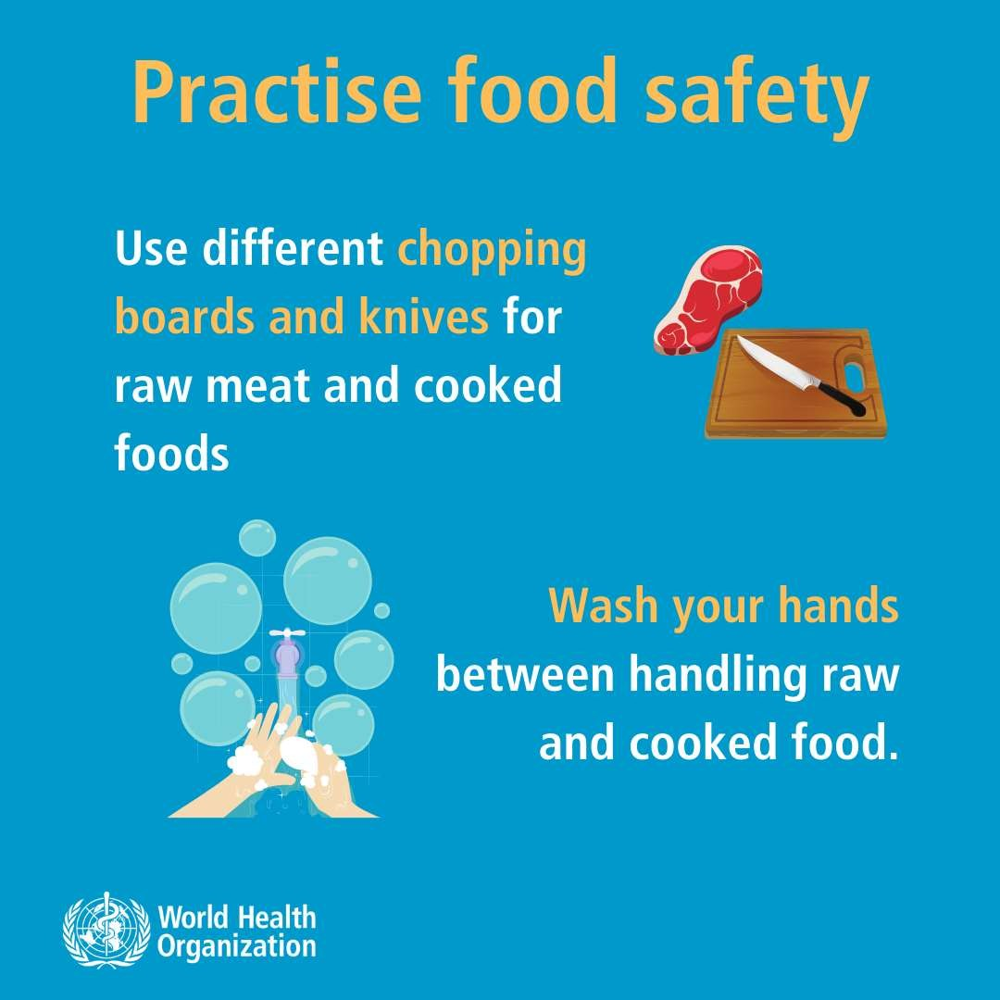 Practise food safety
Use different chopping
boards and knives for
raw meat and cooked
foods
Wash your hands
between handling raw
and cooked food.
World Health
Organization